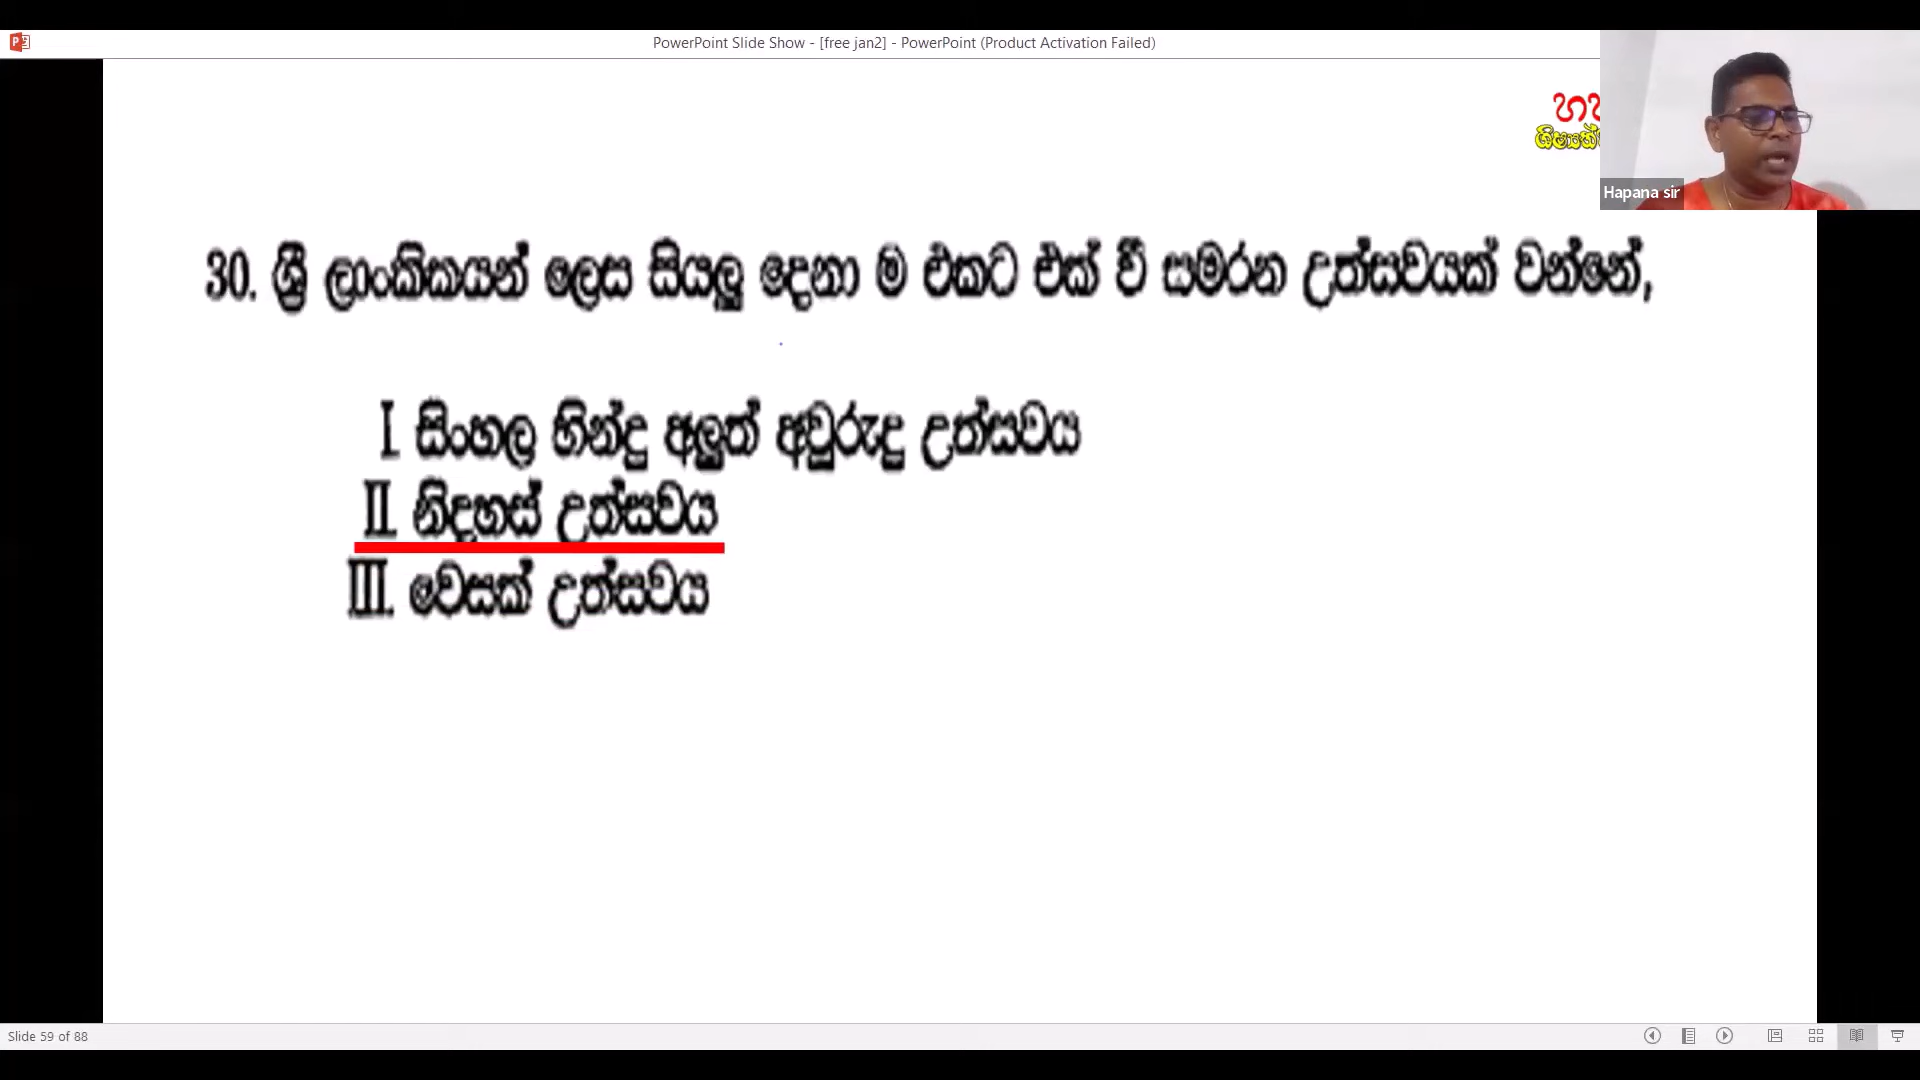 PowerPoint Slide Show - [free jan2] - PowerPoint (Product Activation Failed)
Hapana sir
30. ශ්‍රී ලාංකිකයන් ලෙස සියලු දෙනා ම එකට එක් වී සමරන උත්සවයක් වන්නේ,
I සිංහල හින්දු අලුත් අවුරුදු උත්සවය
II. නිදහස් උත්සවය
III. වෙසක් උත්සවය
Slide 59 of 88